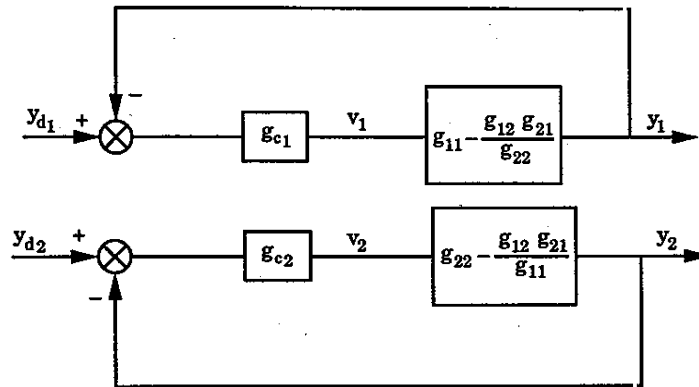 −
y_d1 + g_c1 v_1 g_11 − g_12 g_21 / g_22 y_1
y_d2 + g_c2 v_2 g_22 − g_12 g_21 / g_11 y_2
−